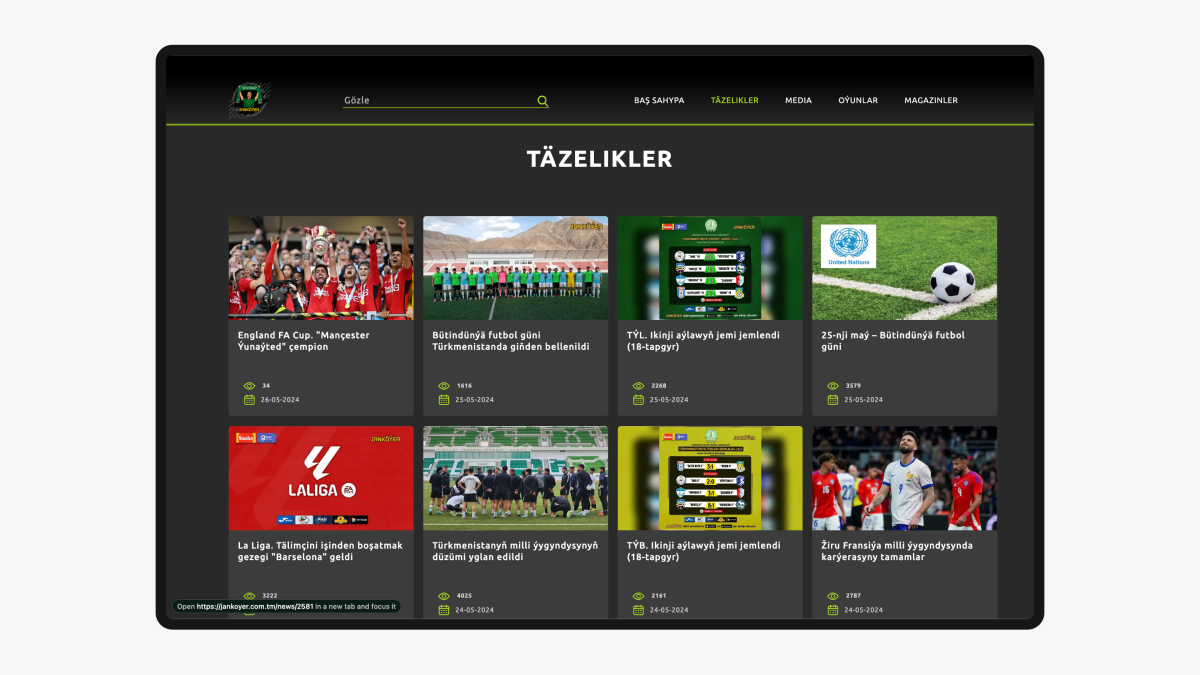 Gözle
BAŞ SAHYPA
TÄZELIKLER
MEDIA
OÝUNLAR
MAGAZINLER
TÄZELIKLER
JANKÖYER
United Nations
England FA Cup. "Mançester
Ýunaýted" çempion
34
26-05-2024
Bütindünýä futbol güni
Türkmenistanda giňden bellenildi
1616
25-05-2024
TÝL. Ikinji aýlawyň jemi jemlendi
(18-tapgyr)
2268
25-05-2024
25-nji maý – Bütindünýä futbol
güni
3579
25-05-2024
JANKÖYER
LALIGA
La Liga. Tälimçini işinden boşatmak
gezegi "Barselona" geldi
3222
Türkmenistanyň milli ýygyndysynyň
düzümi yglan edildi
4025
24-05-2024
TÝB. Ikinji aýlawyň jemi jemlendi
(18-tapgyr)
2161
24-05-2024
Žiru Fransiýa milli ýygyndysynda
karýerasyny tamamlar
2787
24-05-2024
Open https://jankoyer.com.tm/news/2581 in a new tab and focus it